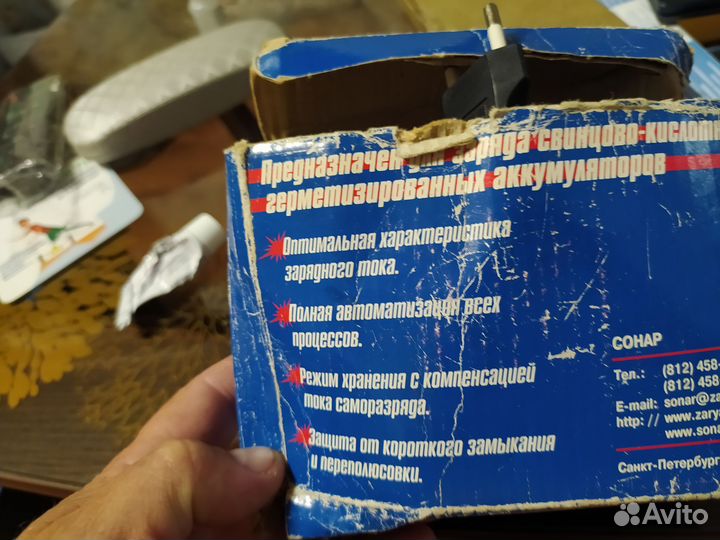 Предназначен для заряда свинцово-кислотн
герметизированных аккумуляторов
Оптимальная характеристика
зарядного тока.
Полная автоматизация всех
процессов.
Режим хранения с компенсацией
тока саморазряда.
Защита от короткого замыкания
и переполюсовки.
СОНАР
Тел.: (812) 458-
(812) 458
E-mail: sonar@za
http:// www.zary
www.sona
Санкт-Петербург
Avito